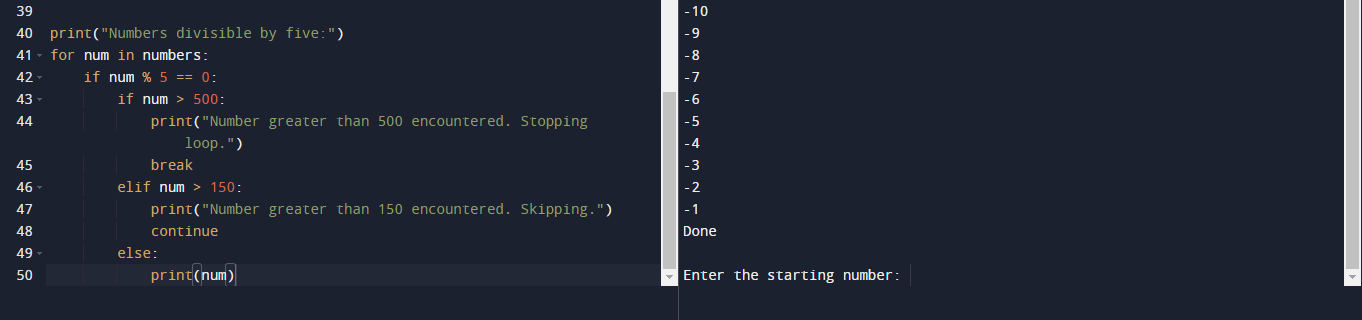 39
40 print("Numbers divisible by five:")
41 for num in numbers:
42 if num % 5 == 0:
43 if num > 500:
44 print("Number greater than 500 encountered. Stopping
loop.")
45 break
46 elif num > 150:
47 print("Number greater than 150 encountered. Skipping.")
48 continue
49 else:
50 print(num)
-10
-9
-8
-7
-6
-5
-4
-3
-2
-1
Done
Enter the starting number: